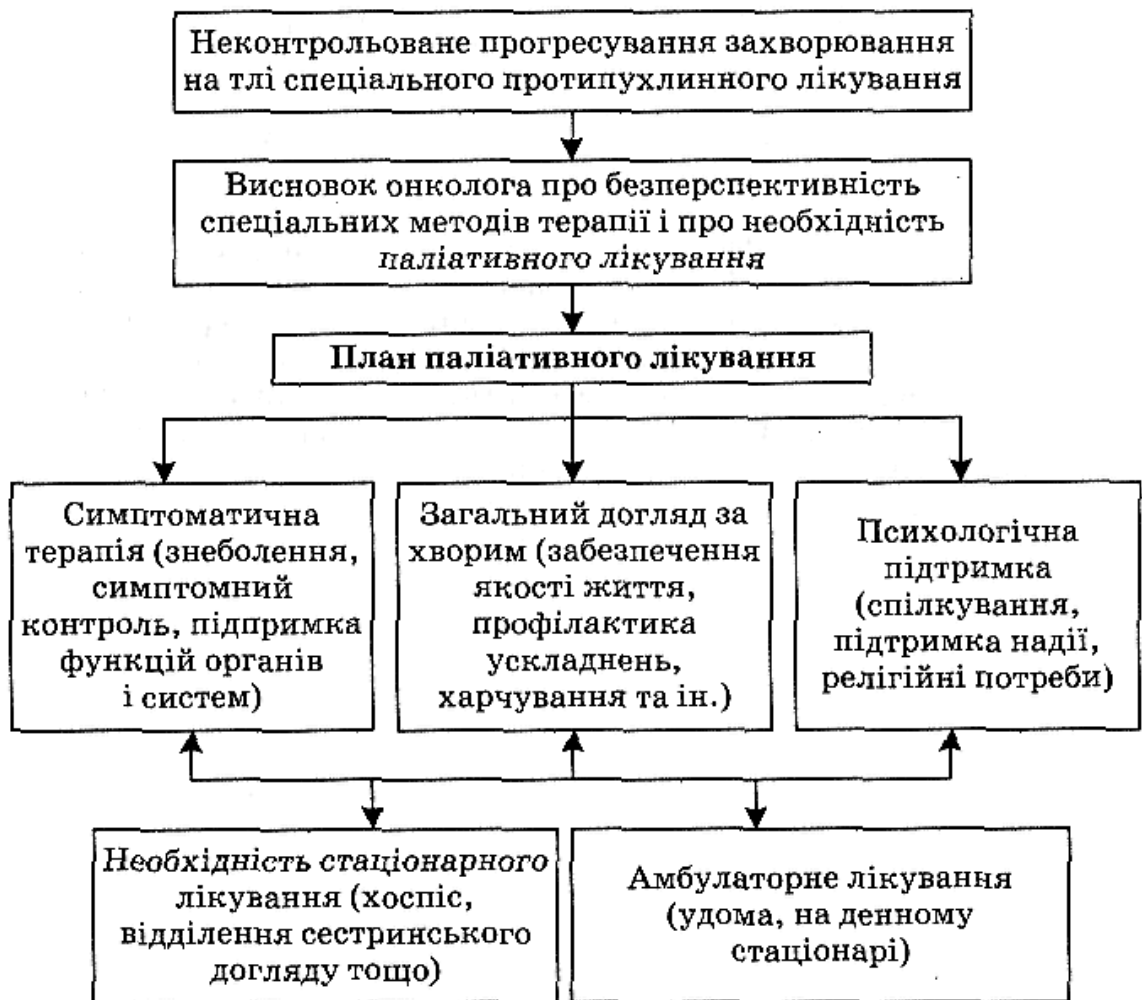 Неконтрольоване прогресування захворювання
на тлі спеціального протипухлинного лікування
Висновок онколога про безперспективність
спеціальних методів терапії і про необхідність
паліативного лікування
План паліативного лікування
Симптоматична
терапія (знеболення,
симптомний
контроль, підпримка
функцій органів
і систем)
Загальний догляд за
хворим (забезпечення
якості життя,
профілактика
ускладнень,
харчування та ін.)
Психологічна
підтримка
(спілкування,
підтримка надії,
релігійні потреби)
Необхідність стаціонарного
лікування (хоспіс,
відділення сестринського
догляду тощо)
Амбулаторне лікування
(удома, на денному
стаціонарі)